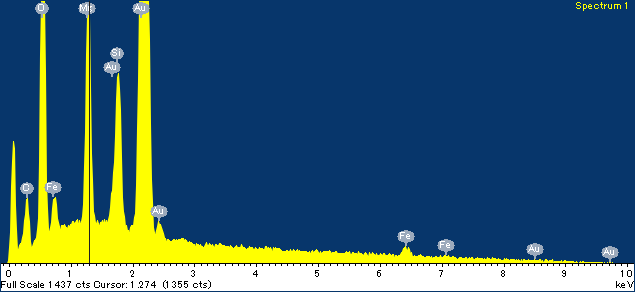 Spectrum 1
O Mg Au
Si
Au
C Fe
Au
Fe Fe Au Au
0 1 2 3 4 5 6 7 8 9 10
Full Scale 1437 cts Cursor: 1.274 (1355 cts) keV